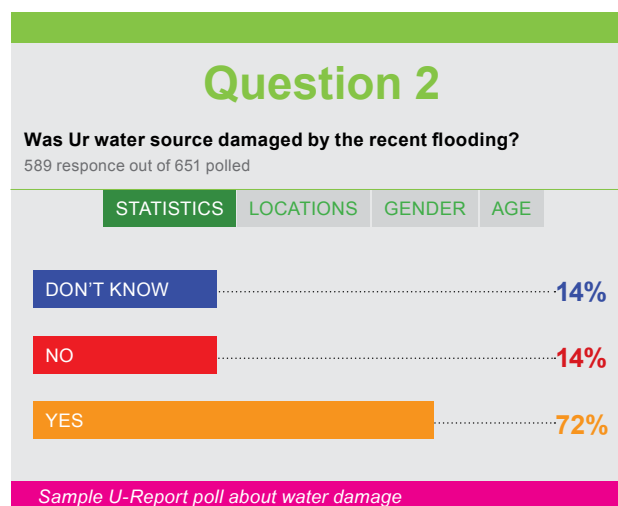 Question 2
Was Ur water source damaged by the recent flooding?
589 responce out of 651 polled
STATISTICS LOCATIONS GENDER AGE
DON'T KNOW 14%
NO 14%
YES 72%
Sample U-Report poll about water damage